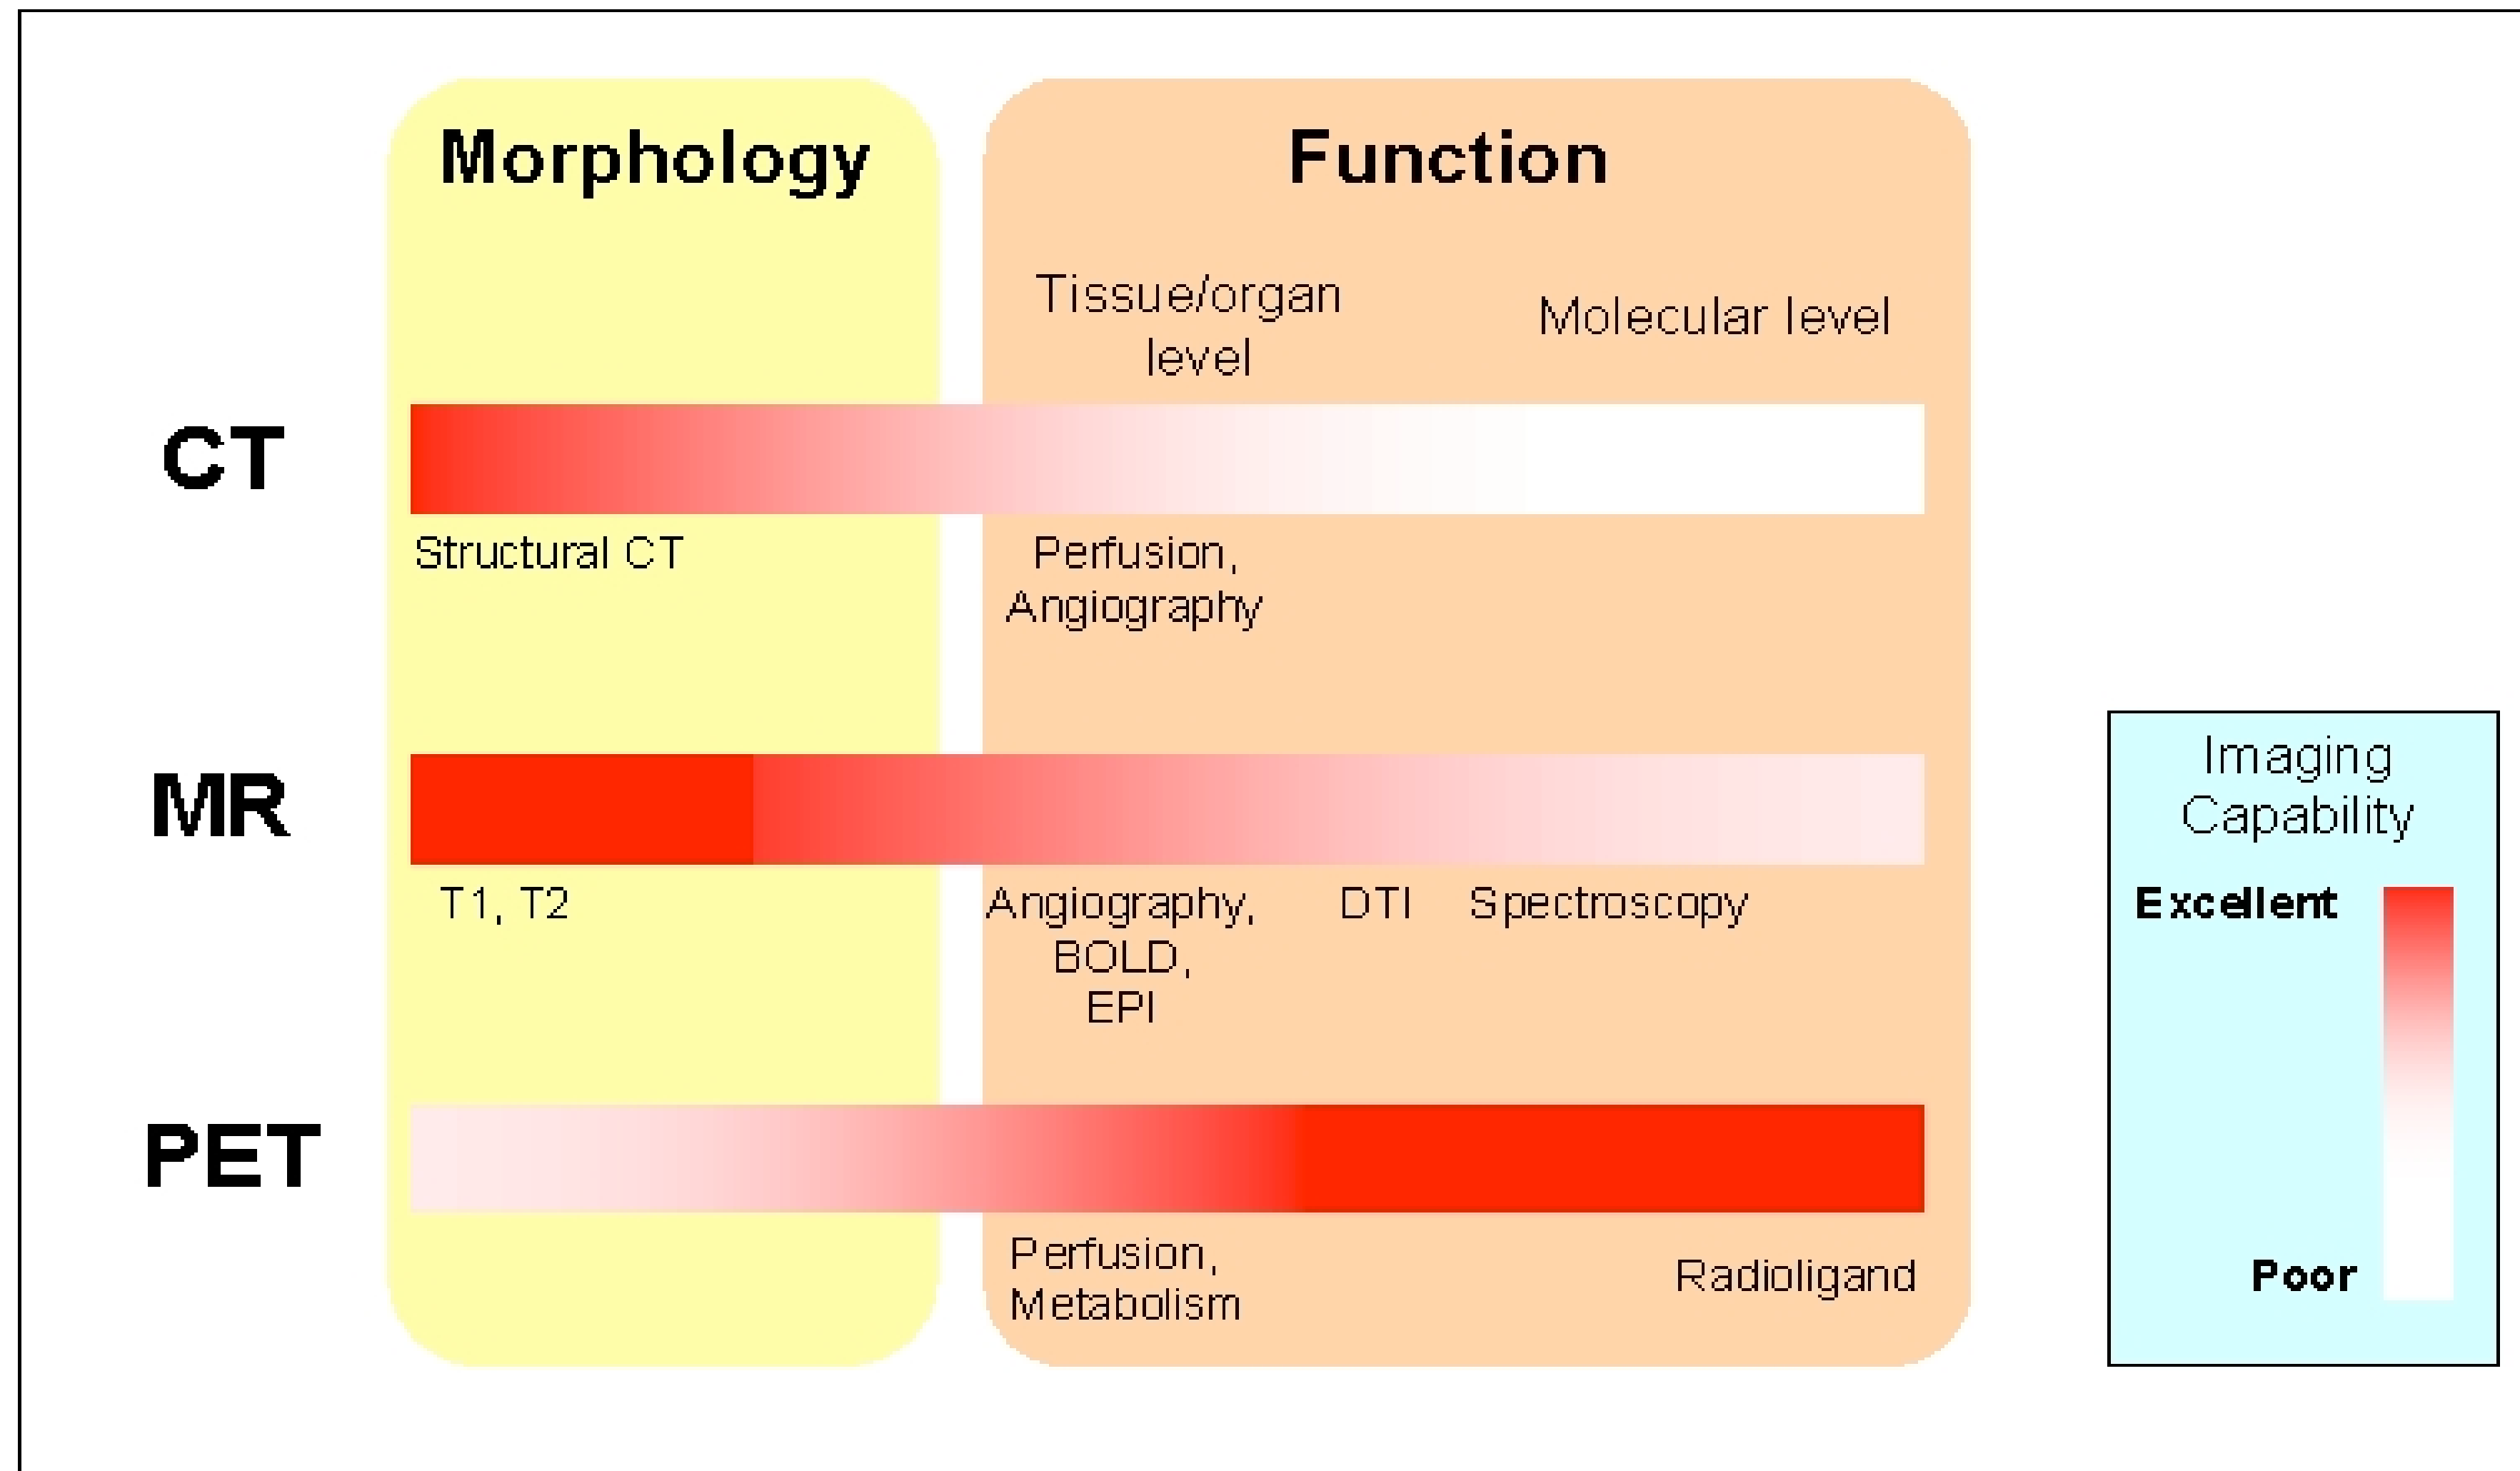 Morphology
Function
Tissue/organ
level
Molecular level
CT
Structural CT
Perfusion,
Angiography
MR
T1, T2
Angiography,
BOLD,
EPI
DTI
Spectroscopy
PET
Perfusion,
Metabolism
Radioligand
Imaging
Capability
Excellent
Poor